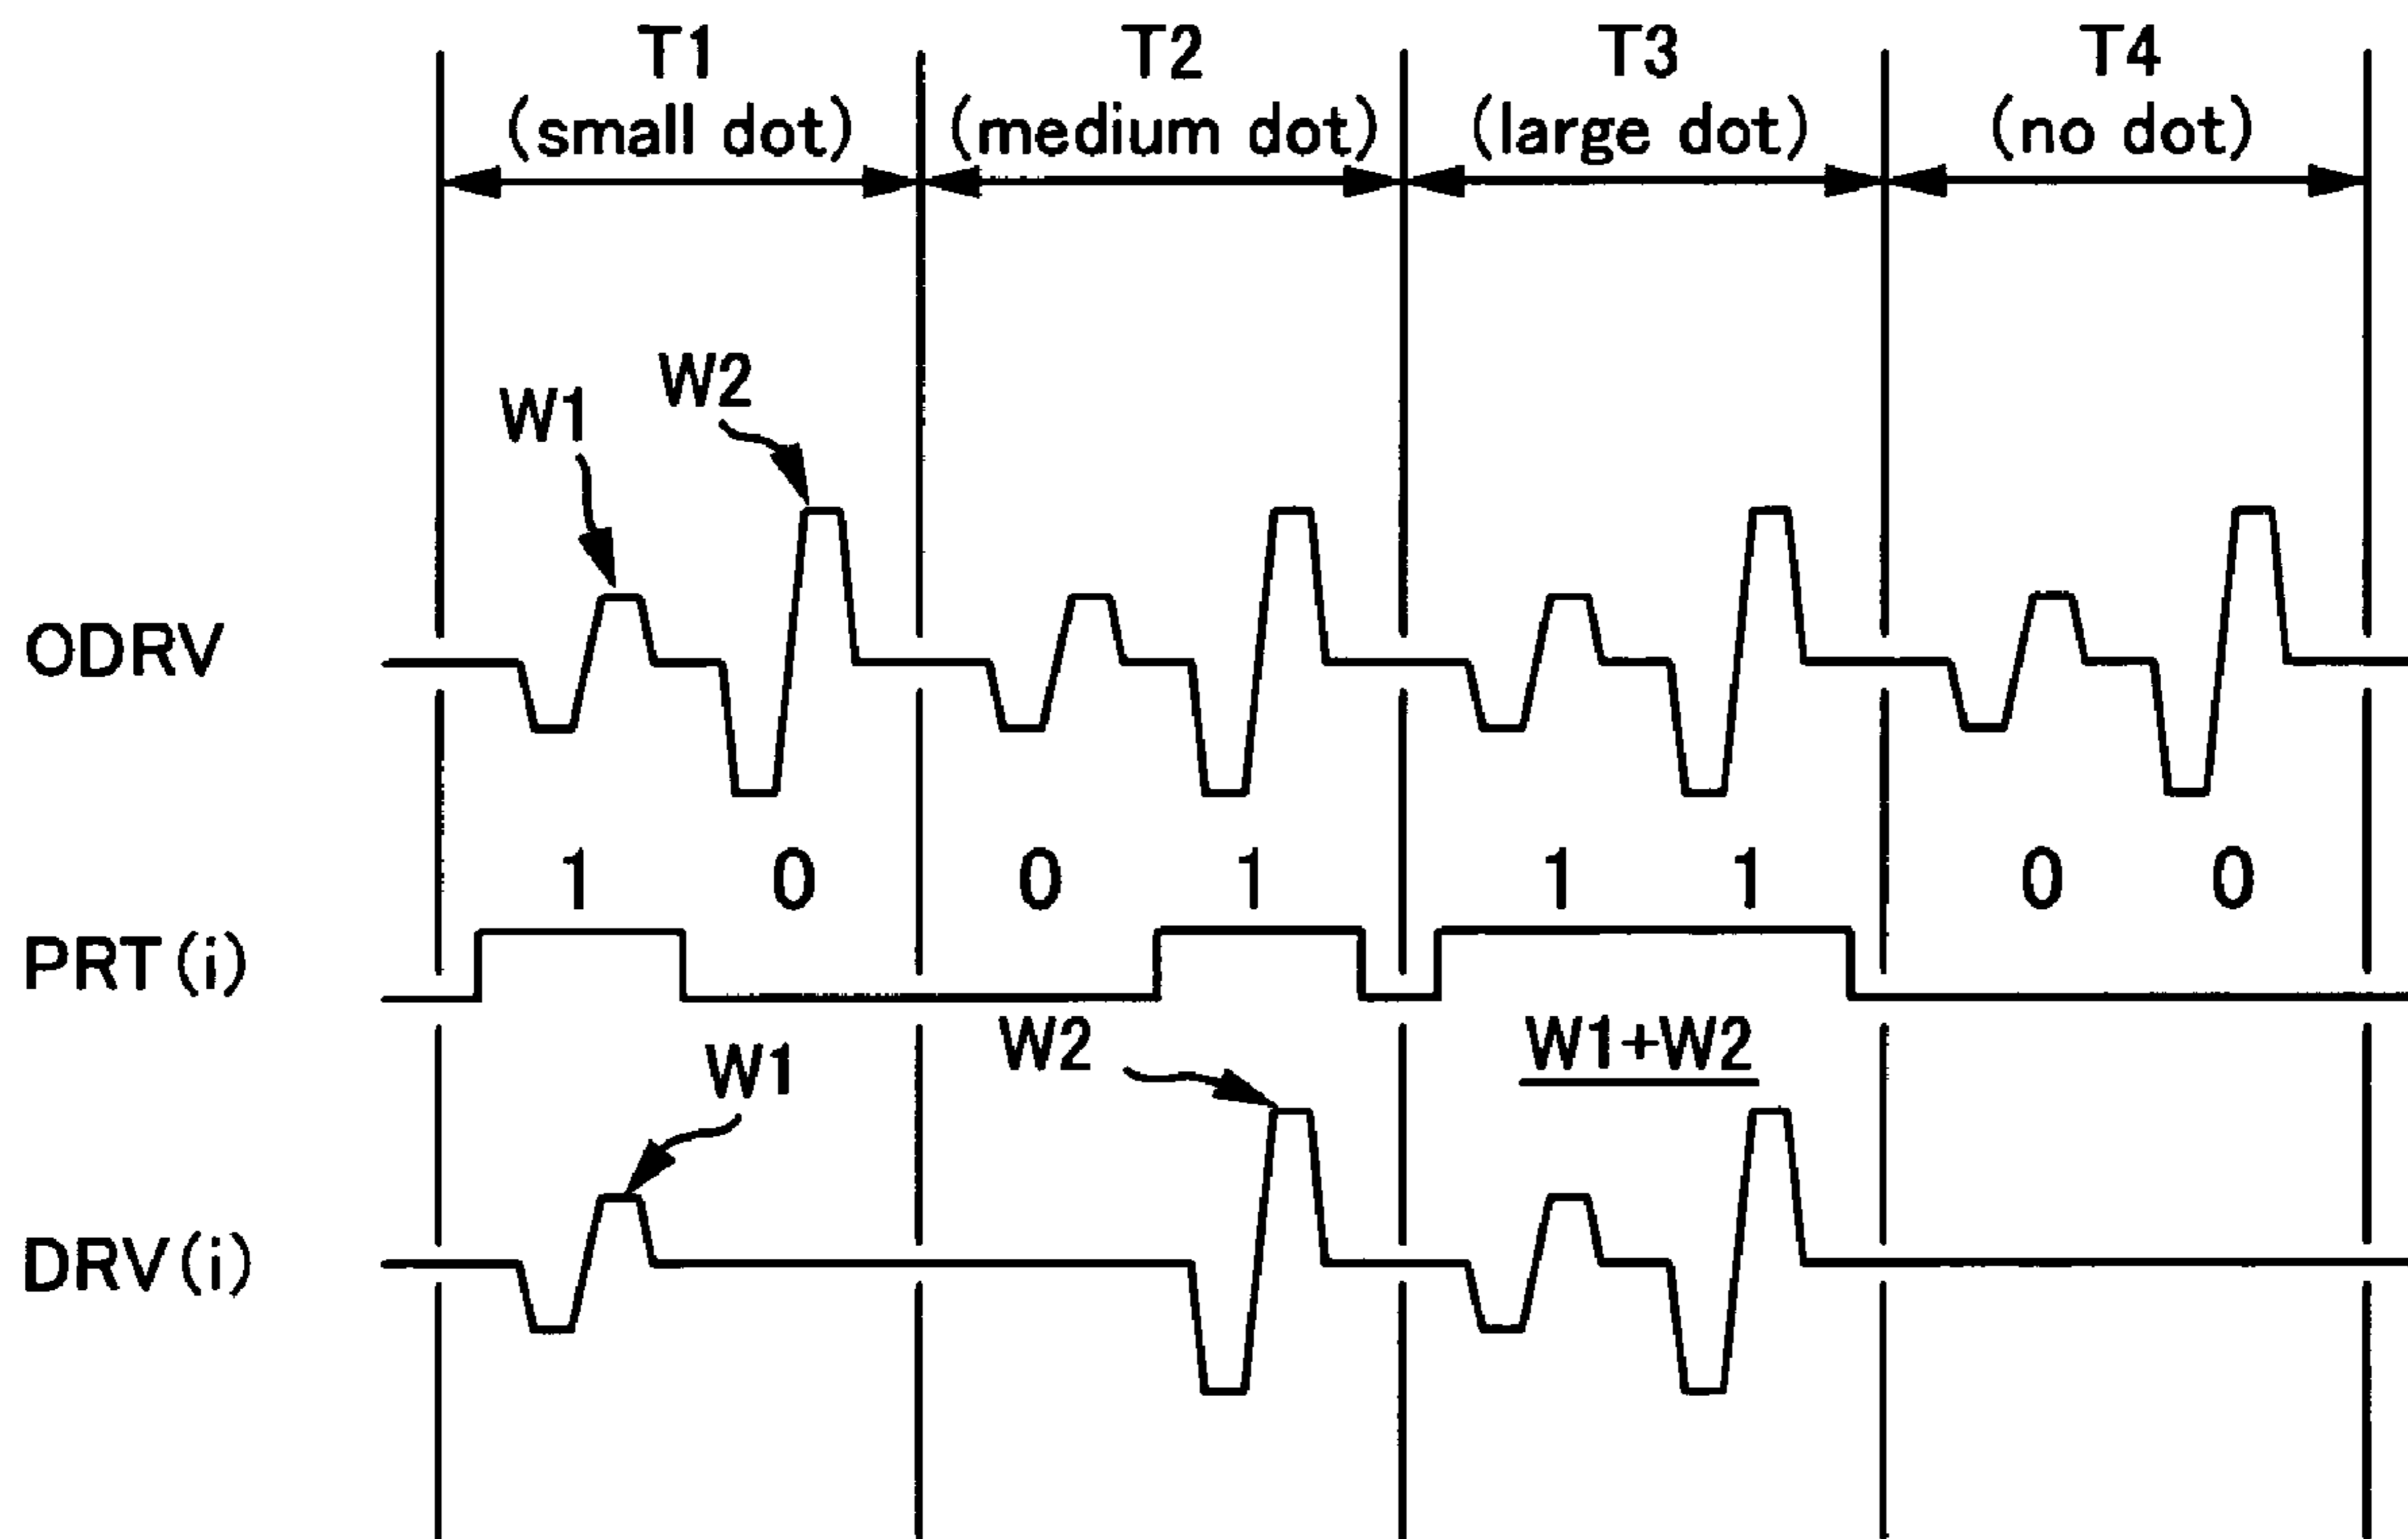 T1 T2 T3 T4
(small dot) (medium dot) (large dot) (no dot)
W1 W2
ODRV
1 0 0 1 1 1 0 0
PRT(i)
W1 W2 W1+W2
DRV(i)